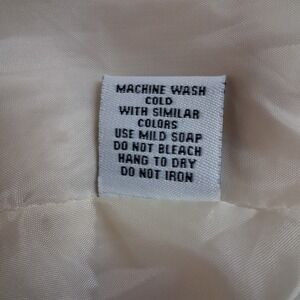 MACHINE WASH
COLD
WITH SIMILAR
COLORS
USE MILD SOAP
DO NOT BLEACH
HANG TO DRY
DO NOT IRON